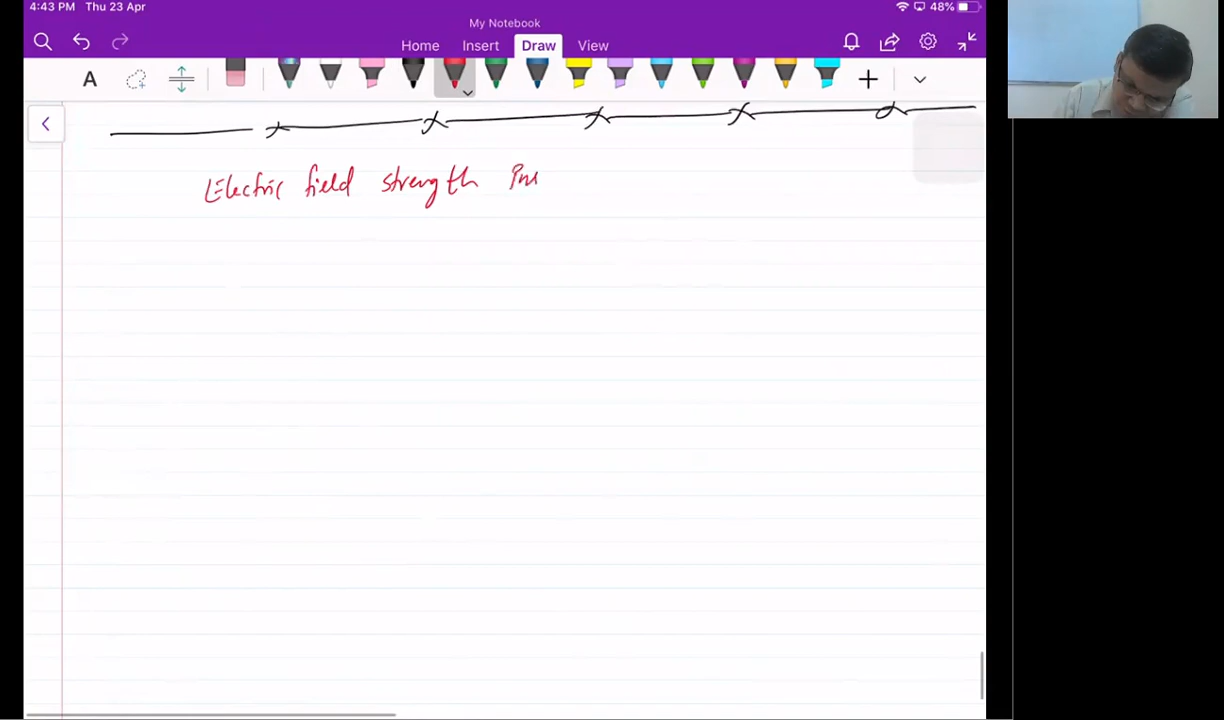 4:43 PM Thu 23 Apr
48%
My Notebook
Home Insert Draw View
A
Electric field strength